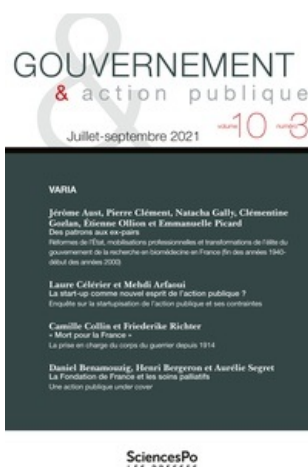 GOUVERNEMENT
& action publique
Juillet-septembre 2021
volume 10 numéro 3
VARIA
Jérôme Aust, Pierre Clément, Natacha Gally, Clémentine
Gozlan, Étienne Ollion et Emmanuelle Picard
Des patrons aux ex-pairs
Réformes de l'État, mobilisations professionnelles et transformations de l'élite du
gouvernement de la recherche en biomédecine en France (fin des années 1940-
début des années 2000)
Laure Célérier et Mehdi Arfaoui
La start-up comme nouvel esprit de l'action publique ?
Enquête sur la startupisation de l'action publique et ses contraintes
Camille Collin et Friederike Richter
« Mort pour la France »
La prise en charge du corps du guerrier depuis 1914
Daniel Benamouzig, Henri Bergeron et Aurélie Segret
La Fondation de France et les soins palliatifs
Une action publique under cover
SciencesPo
LES PRESSES